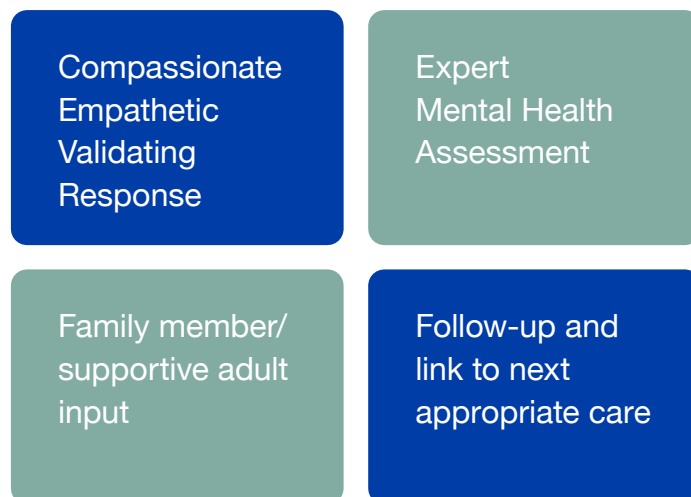 Compassionate
Empathetic
Validating
Response
Expert
Mental Health
Assessment
Family member/
supportive adult
input
Follow-up and
link to next
appropriate care